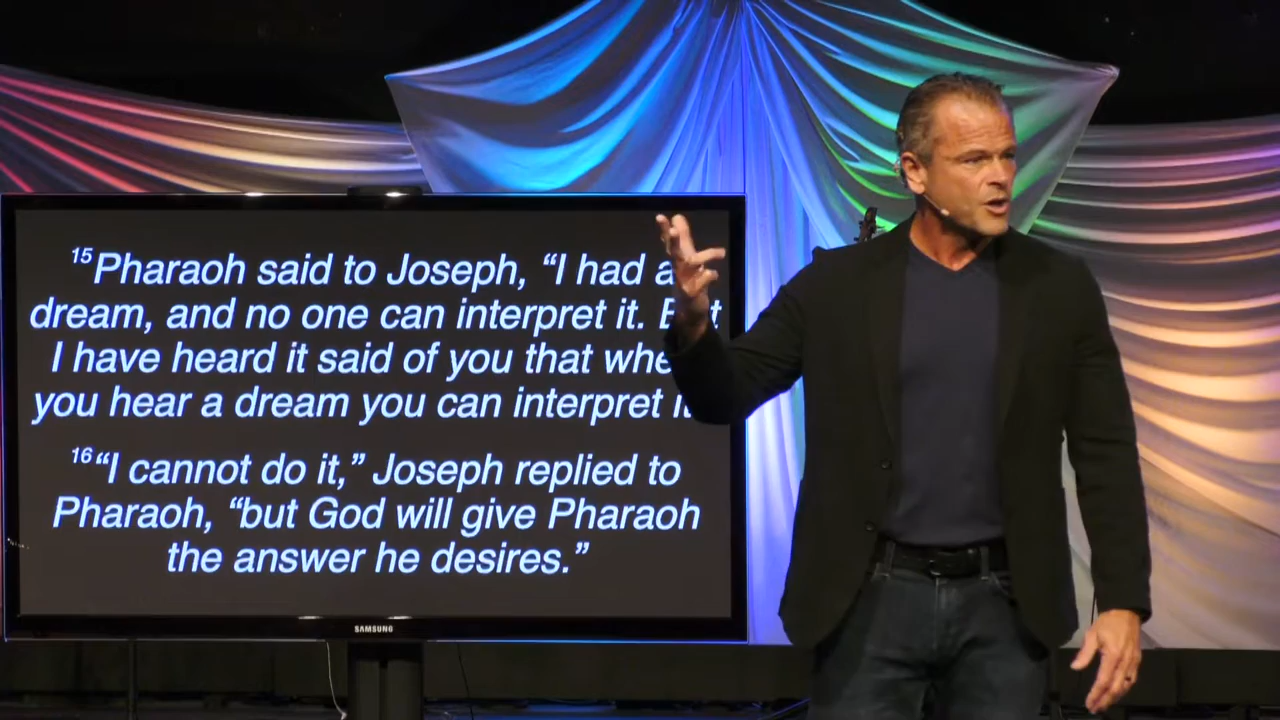 15 Pharaoh said to Joseph, “I had a
dream, and no one can interpret it.
I have heard it said of you that
you hear a dream you can interpret
16 “I cannot do it,” Joseph replied to
Pharaoh, “but God will give Pharaoh
the answer he desires.”
SAMSUNG